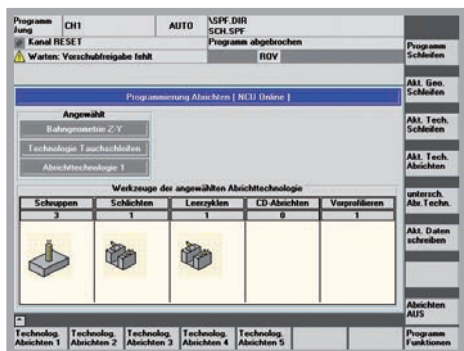 Programm
Jung
CH1
AUTO
\SPF.DIR
SCH.SPF
Kanal RESET
Programm abgebrochen
Warten: Vorschubfreigabe fehlt
ROV
Programm
Schleifen
Akt. Geo.
Schleifen
Akt. Tech.
Schleifen
Akt. Tech.
Abrichten
untersch.
Abr.Techn.
Akt. Daten
schreiben
Abrichten
AUS
Programm
Funktionen
Programmierung Abrichten [ NCU Online ]
Angewählt
Bahngeometrie Z-Y
Technologie Tauchschleifen
Abrichttechnologie 1
Werkzeuge der angewählten Abrichttechnologie
Schruppen Schlichten Leerzyklen CD-Abrichten Vorprofilieren
3 1 1 0 1
Technolog. Technolog. Technolog. Technolog. Technolog.
Abrichten 1 Abrichten 2 Abrichten 3 Abrichten 4 Abrichten 5